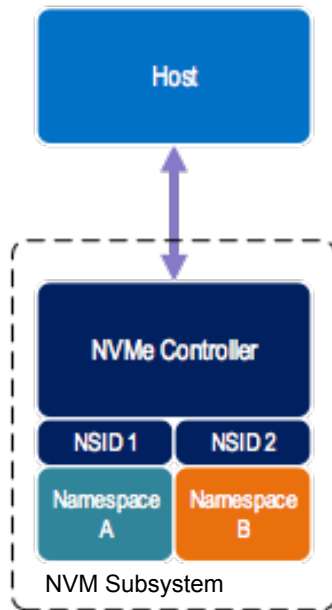 Host
NVMe Controller
NSID 1
NSID 2
Namespace
A
Namespace
B
NVM Subsystem